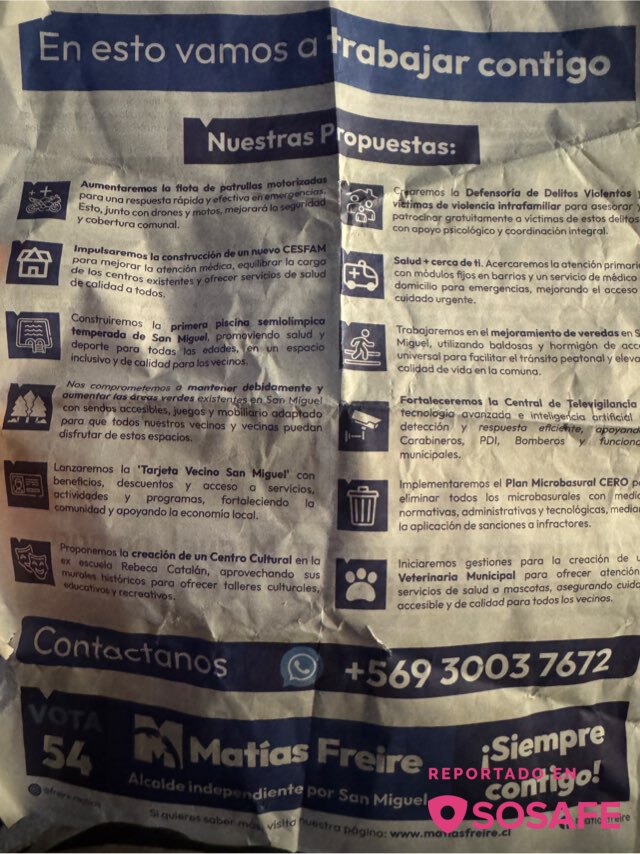 En esto vamos a trabajar contigo
Nuestras Propuestas:
Aumentaremos la flota de patrullas motorizadas
para una respuesta rápida y efectiva en emergencias.
Esto, junto con drones y motos, mejorará la seguridad
y cobertura comunal.
Impulsaremos la construcción de un nuevo CESFAM
para mejorar la atención médica, equilibrar la carga
de los centros existentes y ofrecer servicios de salud
de calidad a todos.
Construiremos la primera piscina semiolímpica
temperada de San Miguel, promoviendo salud y
deporte para todas las edades, en un espacio
inclusivo y de calidad para los vecinos.
Nos comprometemos a mantener debidamente y
aumentar las áreas verdes existentes en San Miguel
con sendos accesibles, juegos y mobiliario adaptado
para que todos nuestros vecinos y vecinas puedan
disfrutar de estos espacios.
Lanzaremos la 'Tarjeta Vecino San Miguel' con
beneficios, descuentos y acceso a servicios,
actividades y programas, fortaleciendo la
comunidad y apoyando la economía local.
Proponemos la creación de un Centro Cultural en la
ex escuela Rebeca Catalán, aprovechando sus
murales históricos para ofrecer talleres culturales,
educativos y recreativos.
Crearemos la Defensoría de Delitos Violentos y
víctimas de violencia intrafamiliar para asesorar y
patrocinar gratuitamente a víctimas de estos delitos
con apoyo psicológico y coordinación integral.
Salud + cerca de ti. Acercaremos la atención primari
con módulos fijos en barrios y un servicio de médico
domicilio para emergencias, mejorando el acceso
cuidado urgente.
Trabajaremos en el mejoramiento de veredas en S
Miguel, utilizando baldosas y hormigón de acc
universal para facilitar el tránsito peatonal y eleva
calidad de vida en la comuna.
Fortaleceremos la Central de Televigilancia
tecnología avanzada e inteligencia artificial
detección y respuesta eficiente, apoyand
Carabineros, PDI, Bomberos y funciona
municipales.
Implementaremos el Plan Microbasural CERO p
eliminar todos los microbasurales con medid
normativas, administrativas y tecnológicas, media
la aplicación de sanciones a infractores.
Iniciaremos gestiones para la creación de u
Veterinaria Municipal para ofrecer atención
servicios de salud a mascotas, asegurando cuida
accesible y de calidad para todos los vecinos.
Contactanos +569 3003 7672
VOTA
54
Matías Freire
Alcalde independiente por San Miguel
¡Siempre
contigo!
Si quieres saber más, visita nuestra página: www.matiasfreire.cl
matiasfreire
REPORTADO EN
SOSAFE